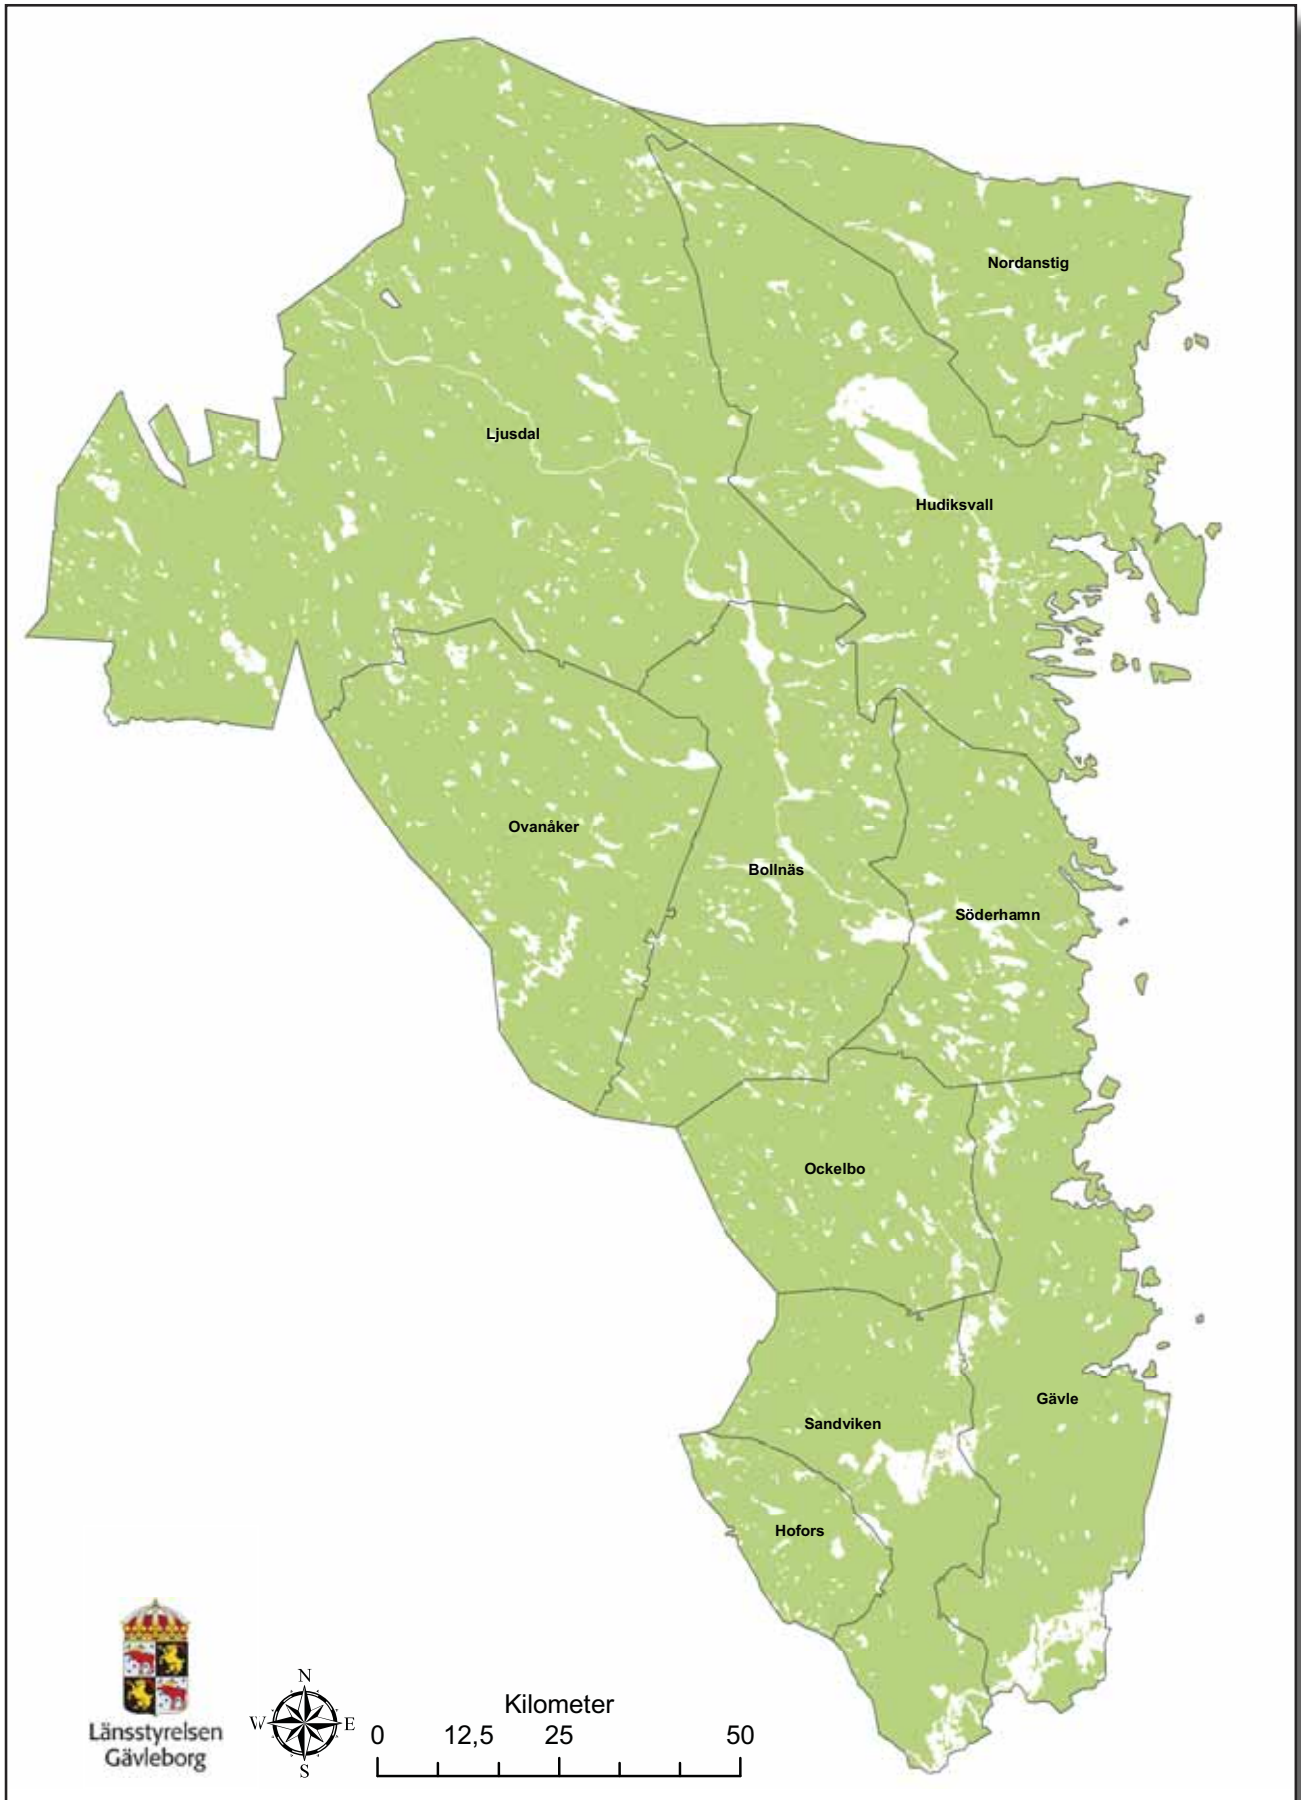 Nordanstig
Ljusdal
Hudiksvall
Ovanåker
Bollnäs
Söderhamn
Ockelbo
Gävle
Sandviken
Hofors
Länsstyrelsen
Gävleborg
N
W E
S
Kilometer
0 12,5 25 50